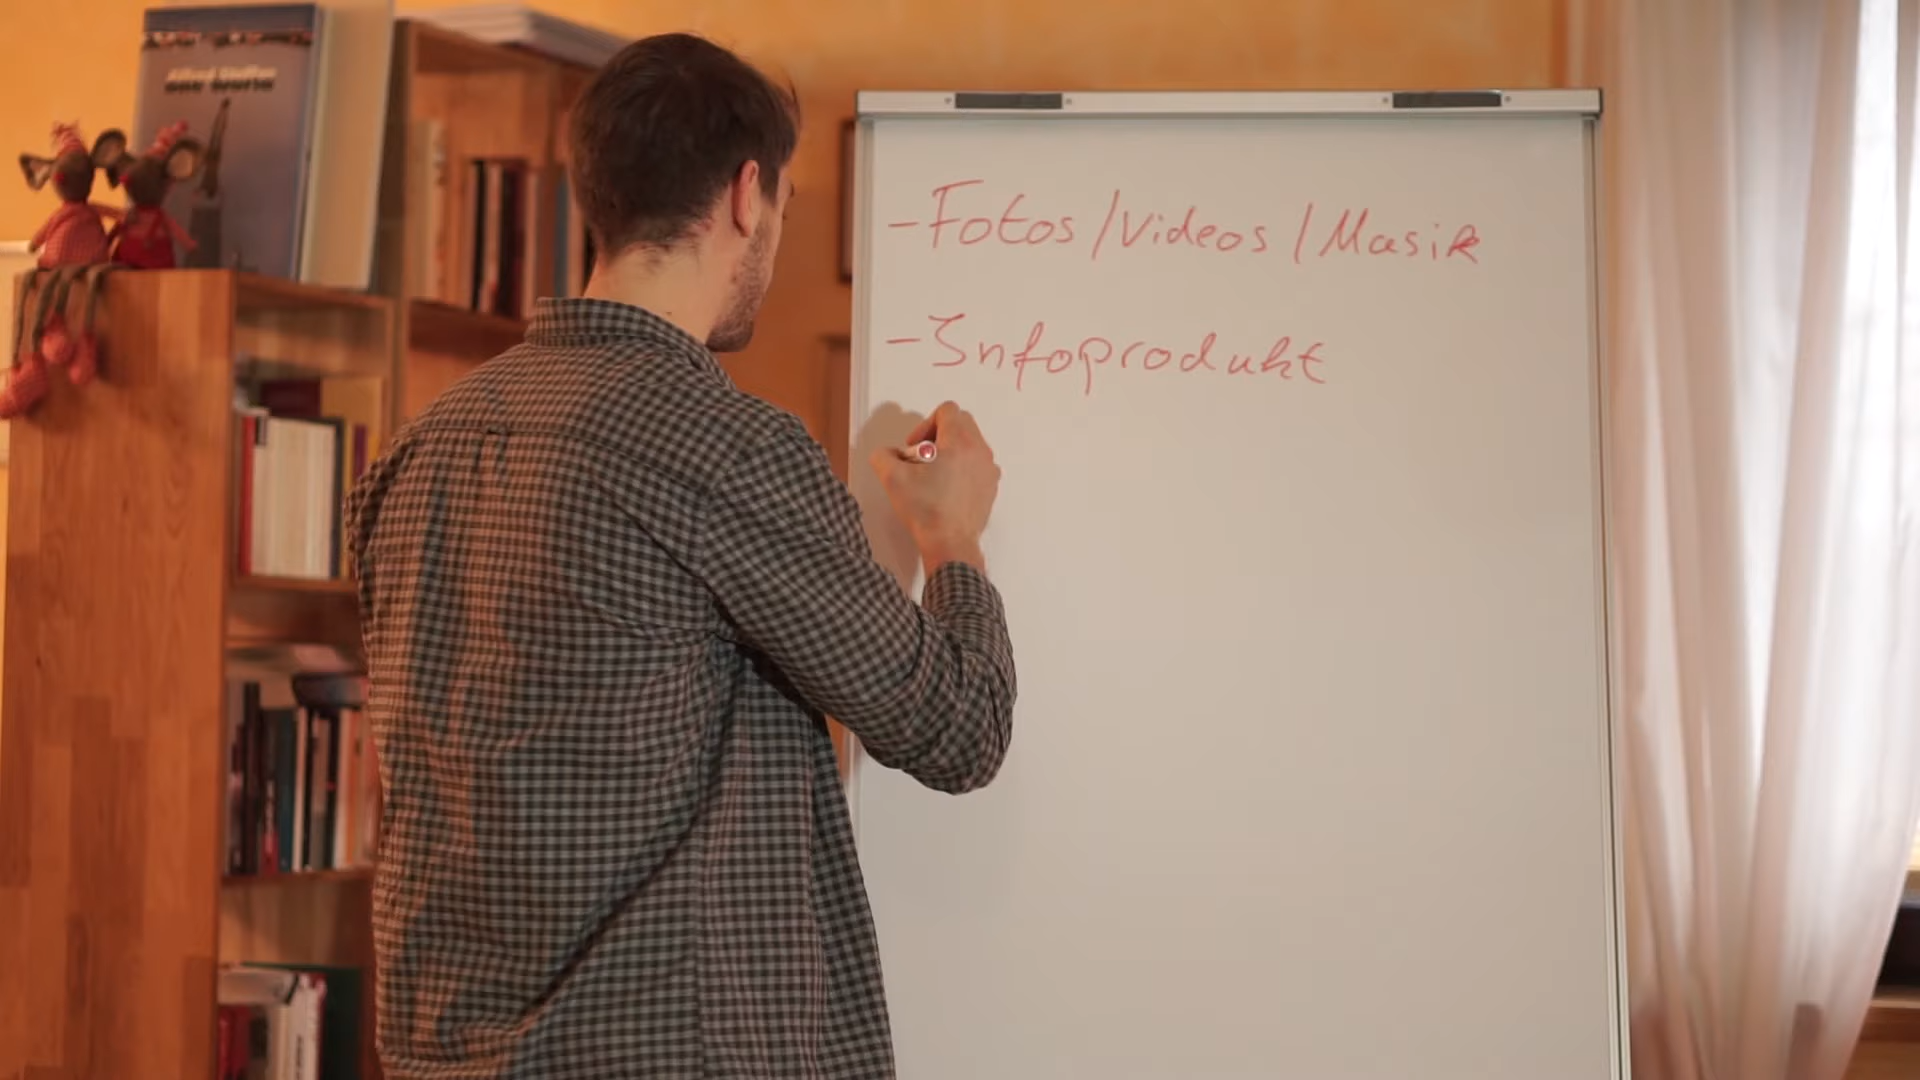 - Fotos / Videos / Musik
- Infoprodukt